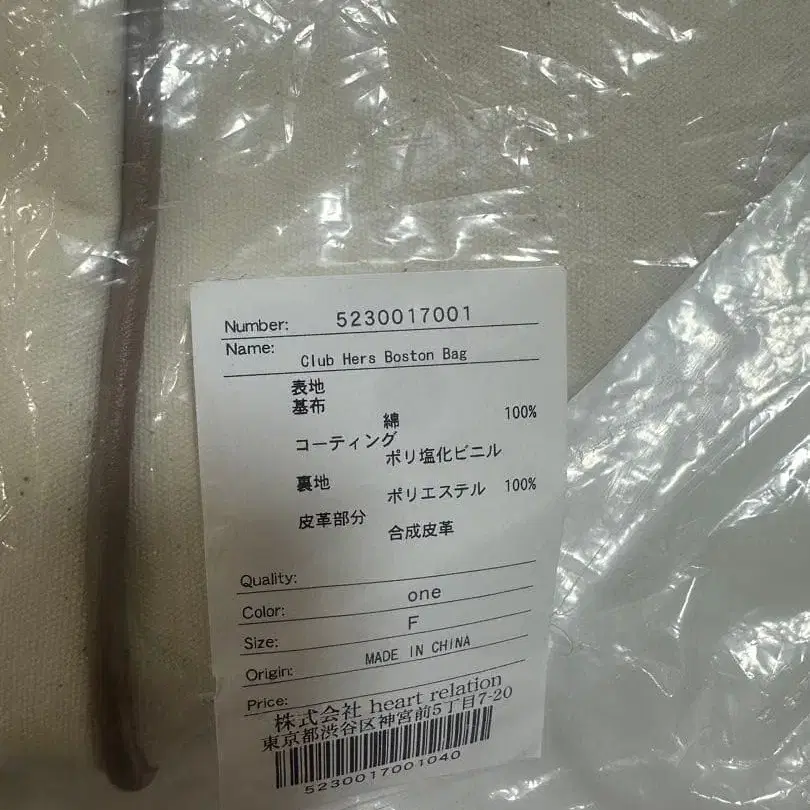 Number: 5230017001
Name: Club Hers Boston Bag
表地
基布
綿 100%
コーティング
ポリ塩化ビニル
裏地
ポリエステル 100%
皮革部分
合成皮革
Quality:
Color: one
Size: F
Origin: MADE IN CHINA
Price:
株式会社 heart relation
東京都渋谷区神宮前5丁目7-20
5230017001040